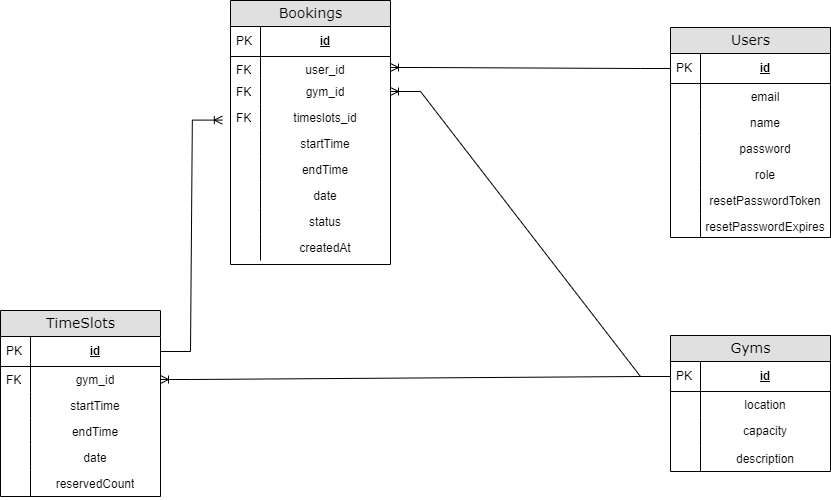 Bookings
PK id
FK user_id
FK gym_id
FK timeslots_id
startTime
endTime
date
status
createdAt
Users
PK id
email
name
password
role
resetPasswordToken
resetPasswordExpires
TimeSlots
PK id
FK gym_id
startTime
endTime
date
reservedCount
Gyms
PK id
location
capacity
description